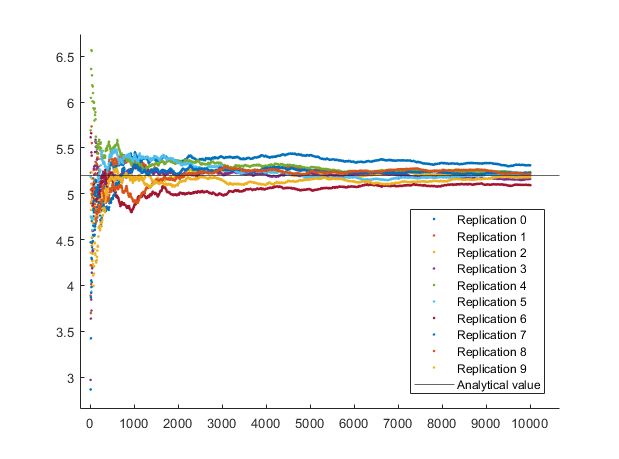 6.5
6
5.5
5
4.5
4
3.5
3
0 1000 2000 3000 4000 5000 6000 7000 8000 9000 10000
Replication 0
Replication 1
Replication 2
Replication 3
Replication 4
Replication 5
Replication 6
Replication 7
Replication 8
Replication 9
Analytical value